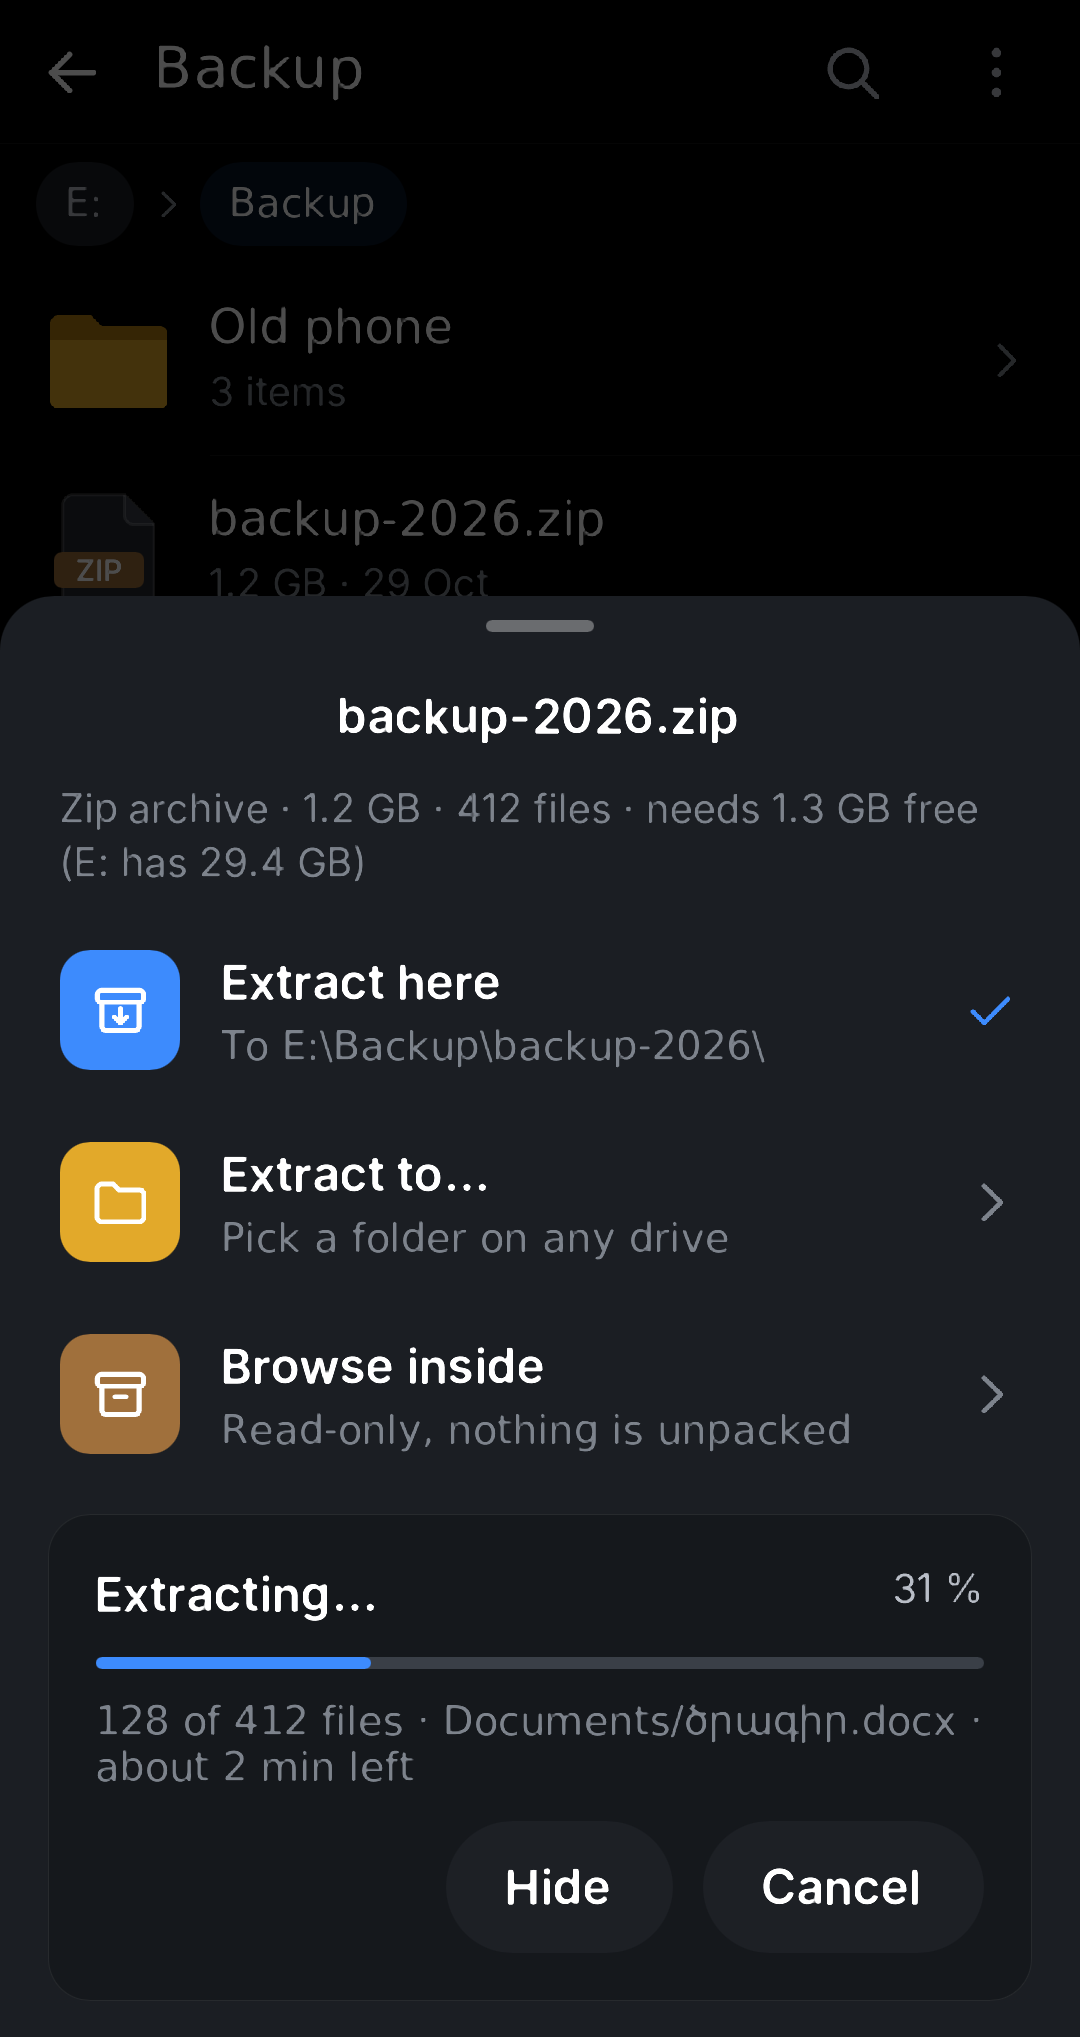 Backup
E:
Backup
Old phone
3 items
backup-2026.zip
ZIP
1.2 GB · 29 Oct
backup-2026.zip
Zip archive · 1.2 GB · 412 files · needs 1.3 GB free
(E: has 29.4 GB)
Extract here
To E:\Backup\backup-2026\
Extract to...
Pick a folder on any drive
Browse inside
Read-only, nothing is unpacked
Extracting...
31 %
128 of 412 files · Documents/ծրագիր.docx ·
about 2 min left
Hide
Cancel